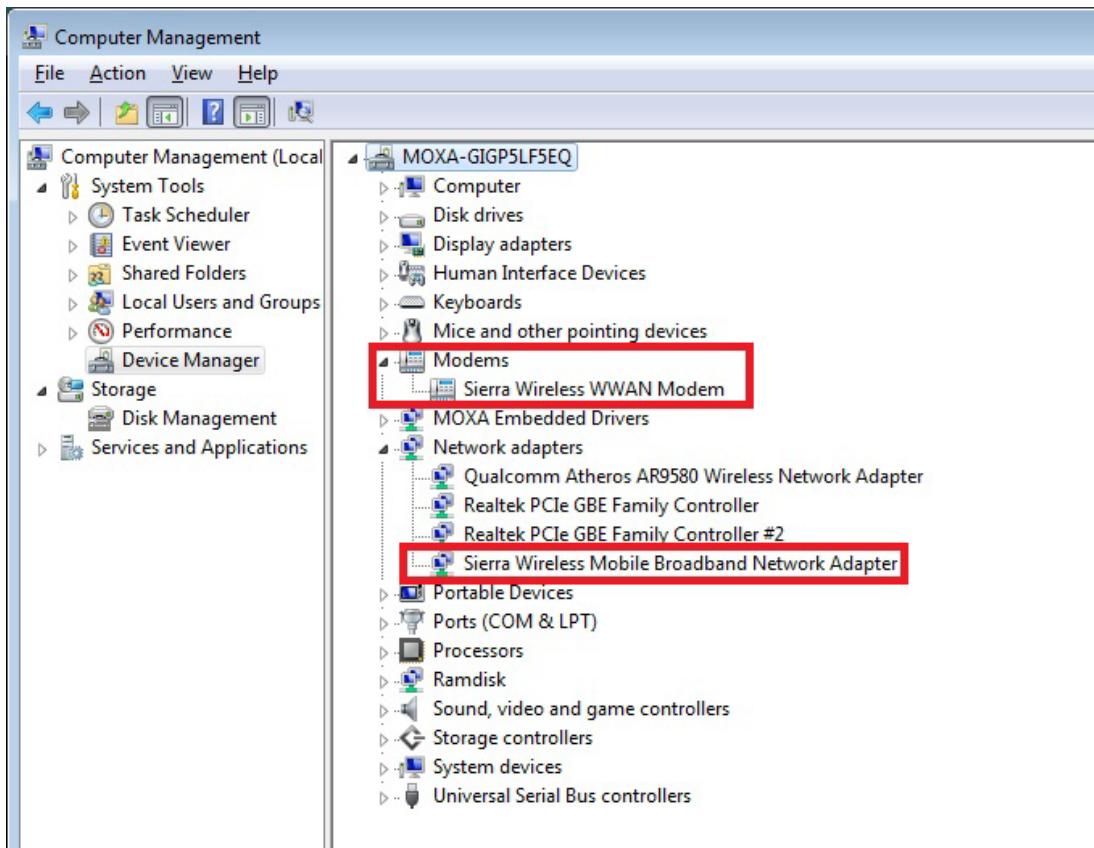 Computer Management
File Action View Help
Computer Management (Local
System Tools
Task Scheduler
Event Viewer
Shared Folders
Local Users and Groups
Performance
Device Manager
Storage
Disk Management
Services and Applications
MOXA-GIGP5LF5EQ
Computer
Disk drives
Display adapters
Human Interface Devices
Keyboards
Mice and other pointing devices
Modems
Sierra Wireless WWAN Modem
MOXA Embedded Drivers
Network adapters
Qualcomm Atheros AR9580 Wireless Network Adapter
Realtek PCIe GBE Family Controller
Realtek PCIe GBE Family Controller #2
Sierra Wireless Mobile Broadband Network Adapter
Portable Devices
Ports (COM & LPT)
Processors
Ramdisk
Sound, video and game controllers
Storage controllers
System devices
Universal Serial Bus controllers